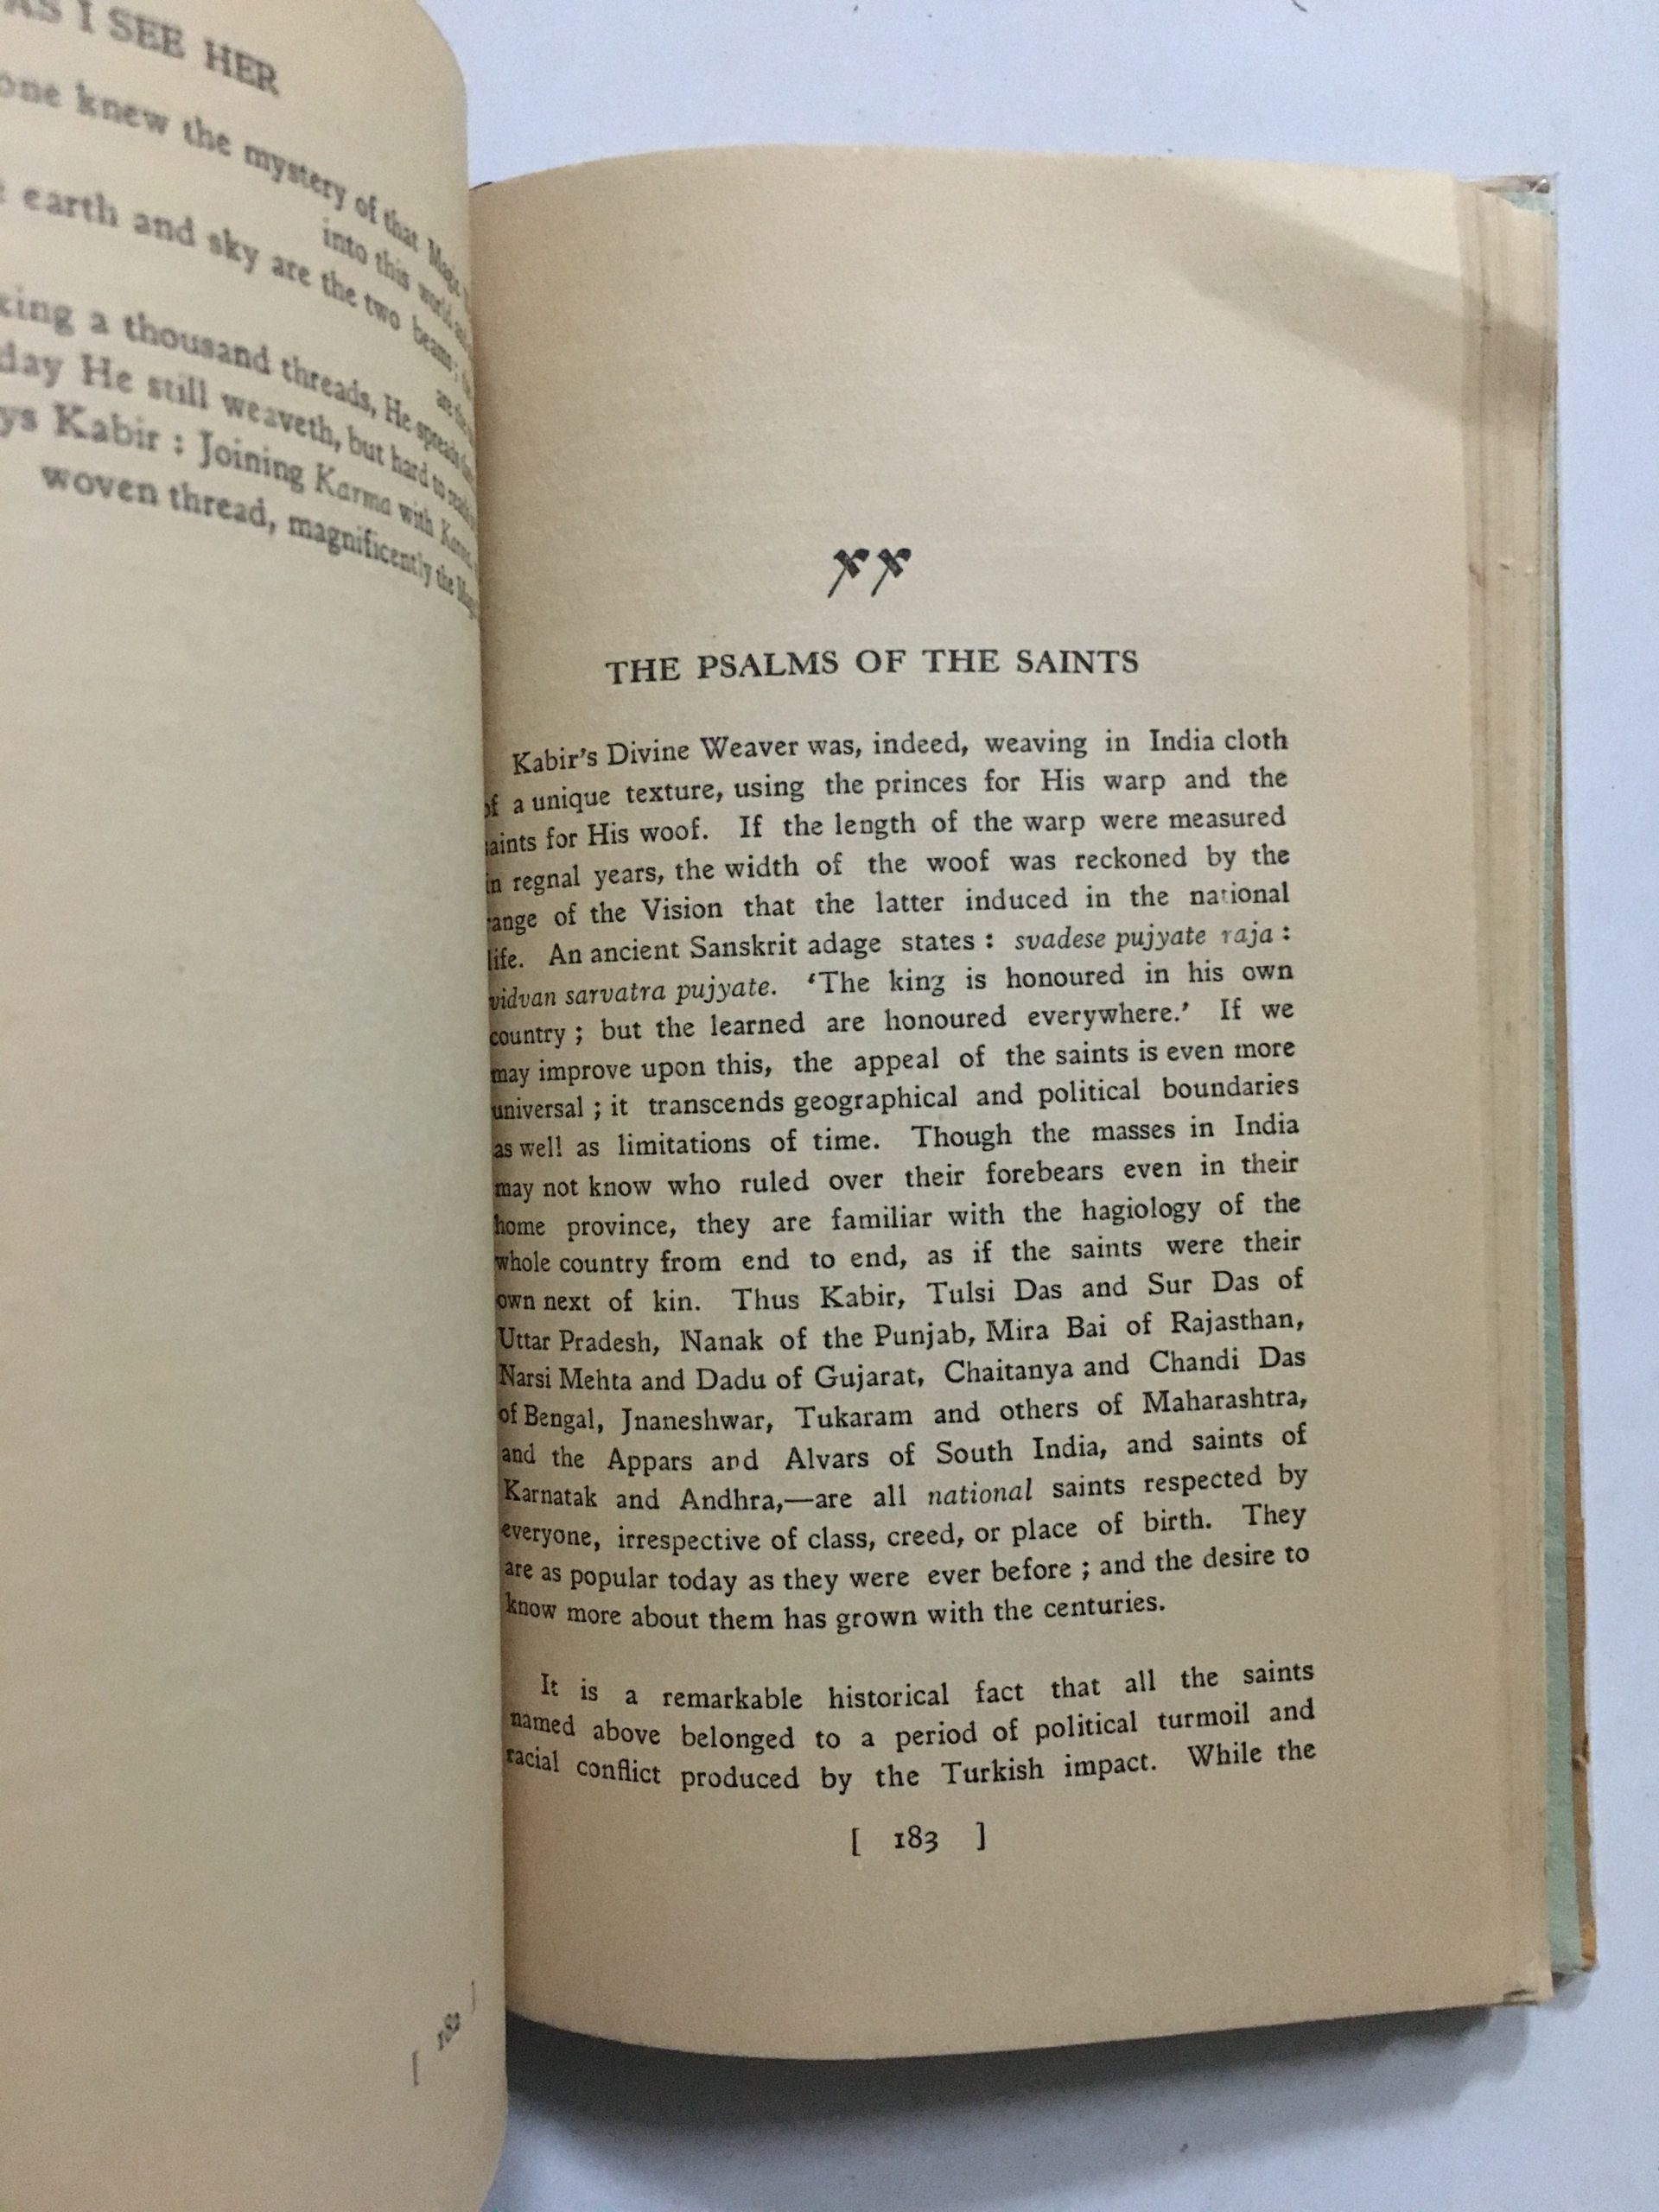 AS I SEE HER
one knew the mystery of that
into this world
earth and sky are the two beams;
are the
king a thousand threads, He spreads
day He still weaveth, but hard to
ys Kabir : Joining Karma with
woven thread, magnificently the
[ 182 ]
THE PSALMS OF THE SAINTS
Kabir's Divine Weaver was, indeed, weaving in India cloth
of a unique texture, using the princes for His warp and the
saints for His woof. If the length of the warp were measured
in regnal years, the width of the woof was reckoned by the
range of the Vision that the latter induced in the national
life. An ancient Sanskrit adage states : svadese pujyate raja :
vidvan sarvatra pujyate. 'The king is honoured in his own
country ; but the learned are honoured everywhere.' If we
may improve upon this, the appeal of the saints is even more
universal ; it transcends geographical and political boundaries
as well as limitations of time. Though the masses in India
may not know who ruled over their forebears even in their
home province, they are familiar with the hagiology of the
whole country from end to end, as if the saints were their
own next of kin. Thus Kabir, Tulsi Das and Sur Das of
Uttar Pradesh, Nanak of the Punjab, Mira Bai of Rajasthan,
Narsi Mehta and Dadu of Gujarat, Chaitanya and Chandi Das
of Bengal, Jnaneshwar, Tukaram and others of Maharashtra,
and the Appars and Alvars of South India, and saints of
Karnatak and Andhra,—are all national saints respected by
everyone, irrespective of class, creed, or place of birth. They
are as popular today as they were ever before ; and the desire to
know more about them has grown with the centuries.
It is a remarkable historical fact that all the saints
named above belonged to a period of political turmoil and
racial conflict produced by the Turkish impact. While the
[ 183 ]